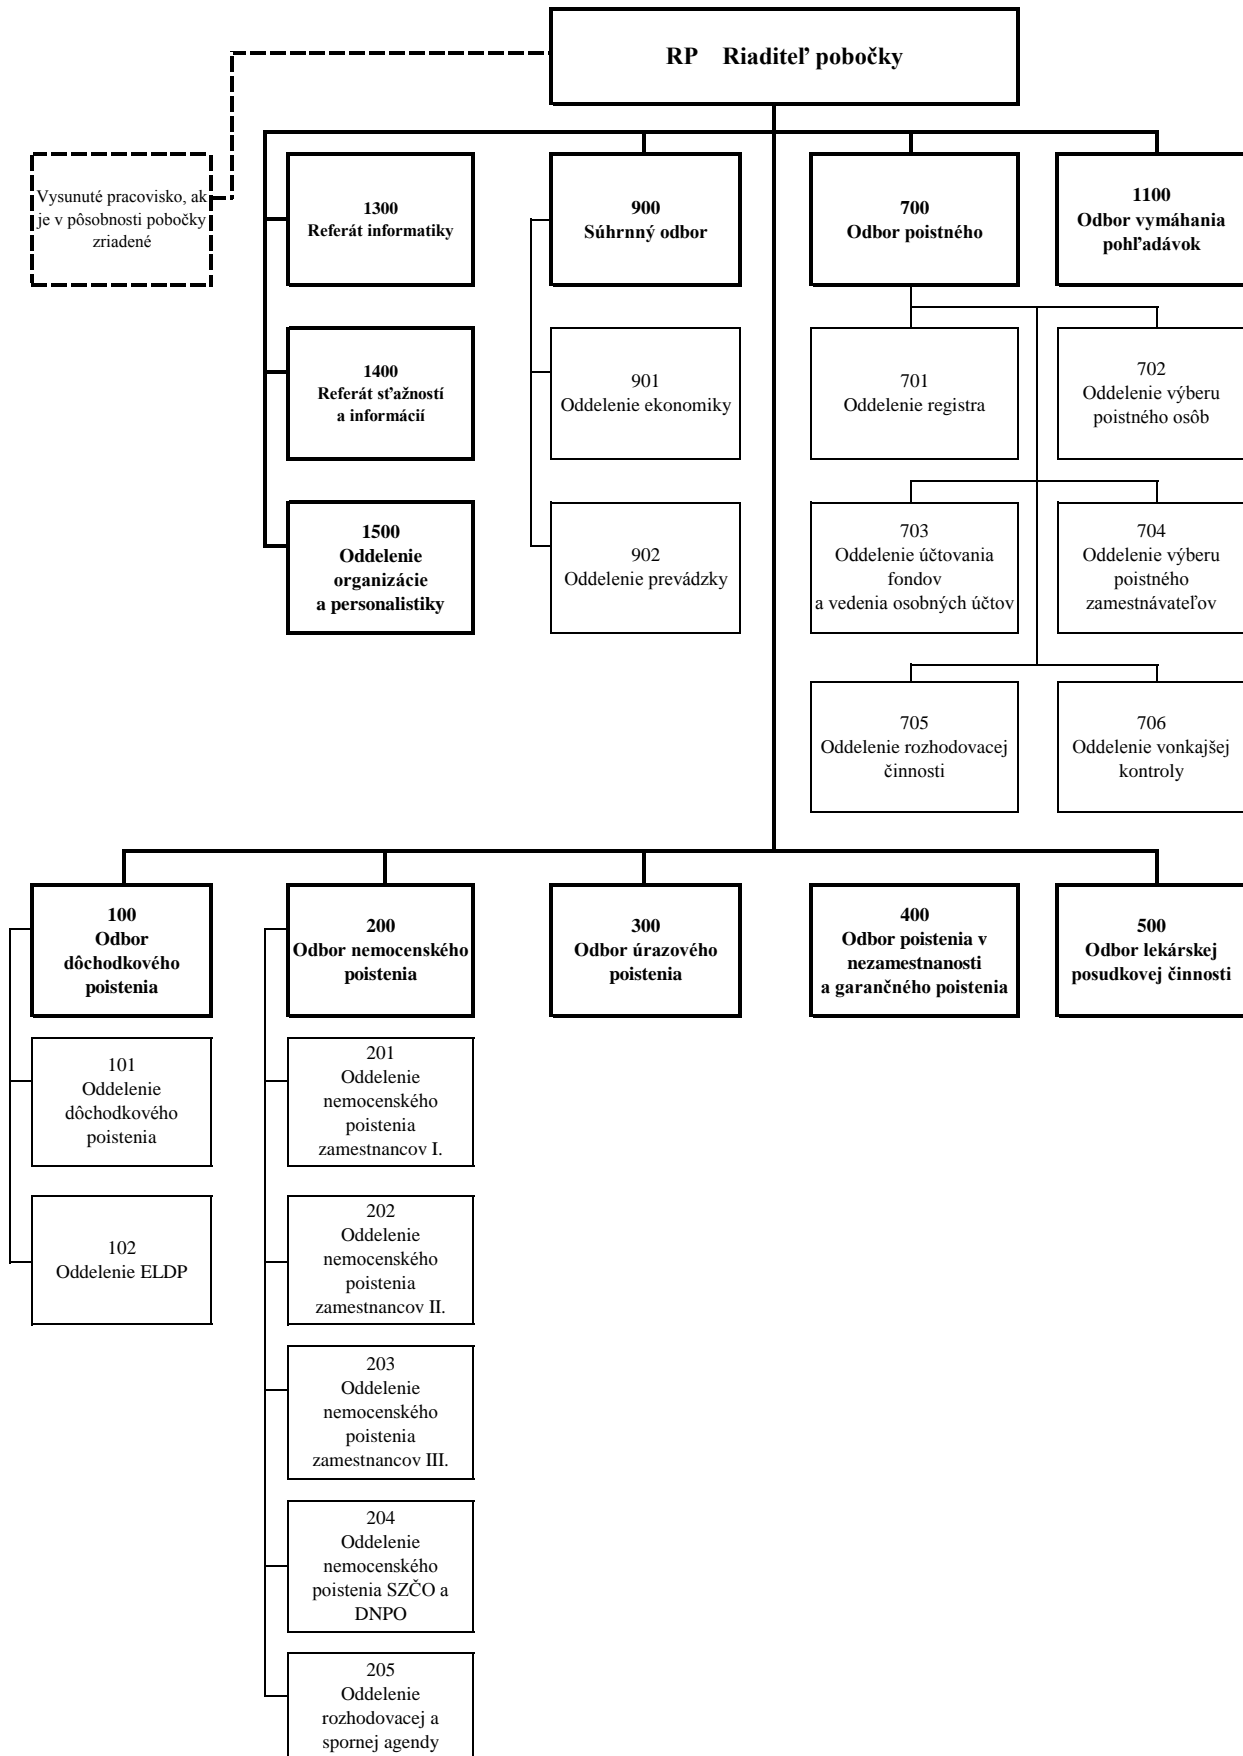 RP Riaditeľ pobočky
Vysunuté pracovisko, ak
je v pôsobnosti pobočky
zriadené
1300
Referát informatiky
900
Súhrnný odbor
700
Odbor poistného
1100
Odbor vymáhania
pohľadávok
1400
Referát sťažností
a informácií
901
Oddelenie ekonomiky
701
Oddelenie registra
702
Oddelenie výberu
poistného osôb
1500
Oddelenie
organizácie
a personalistiky
902
Oddelenie prevádzky
703
Oddelenie účtovania
fondov
a vedenia osobných účtov
704
Oddelenie výberu
poistného
zamestnávateľov
705
Oddelenie rozhodovacej
činnosti
706
Oddelenie vonkajšej
kontroly
100
Odbor
dôchodkového
poistenia
200
Odbor nemocenského
poistenia
300
Odbor úrazového
poistenia
400
Odbor poistenia v
nezamestnanosti
a garančného poistenia
500
Odbor lekárskej
posudkovej činnosti
101
Oddelenie
dôchodkového
poistenia
102
Oddelenie ELDP
201
Oddelenie
nemocenského
poistenia
zamestnancov I.
202
Oddelenie
nemocenského
poistenia
zamestnancov II.
203
Oddelenie
nemocenského
poistenia
zamestnancov III.
204
Oddelenie
nemocenského
poistenia SZČO a
DNPO
205
Oddelenie
rozhodovacej a
spornej agendy